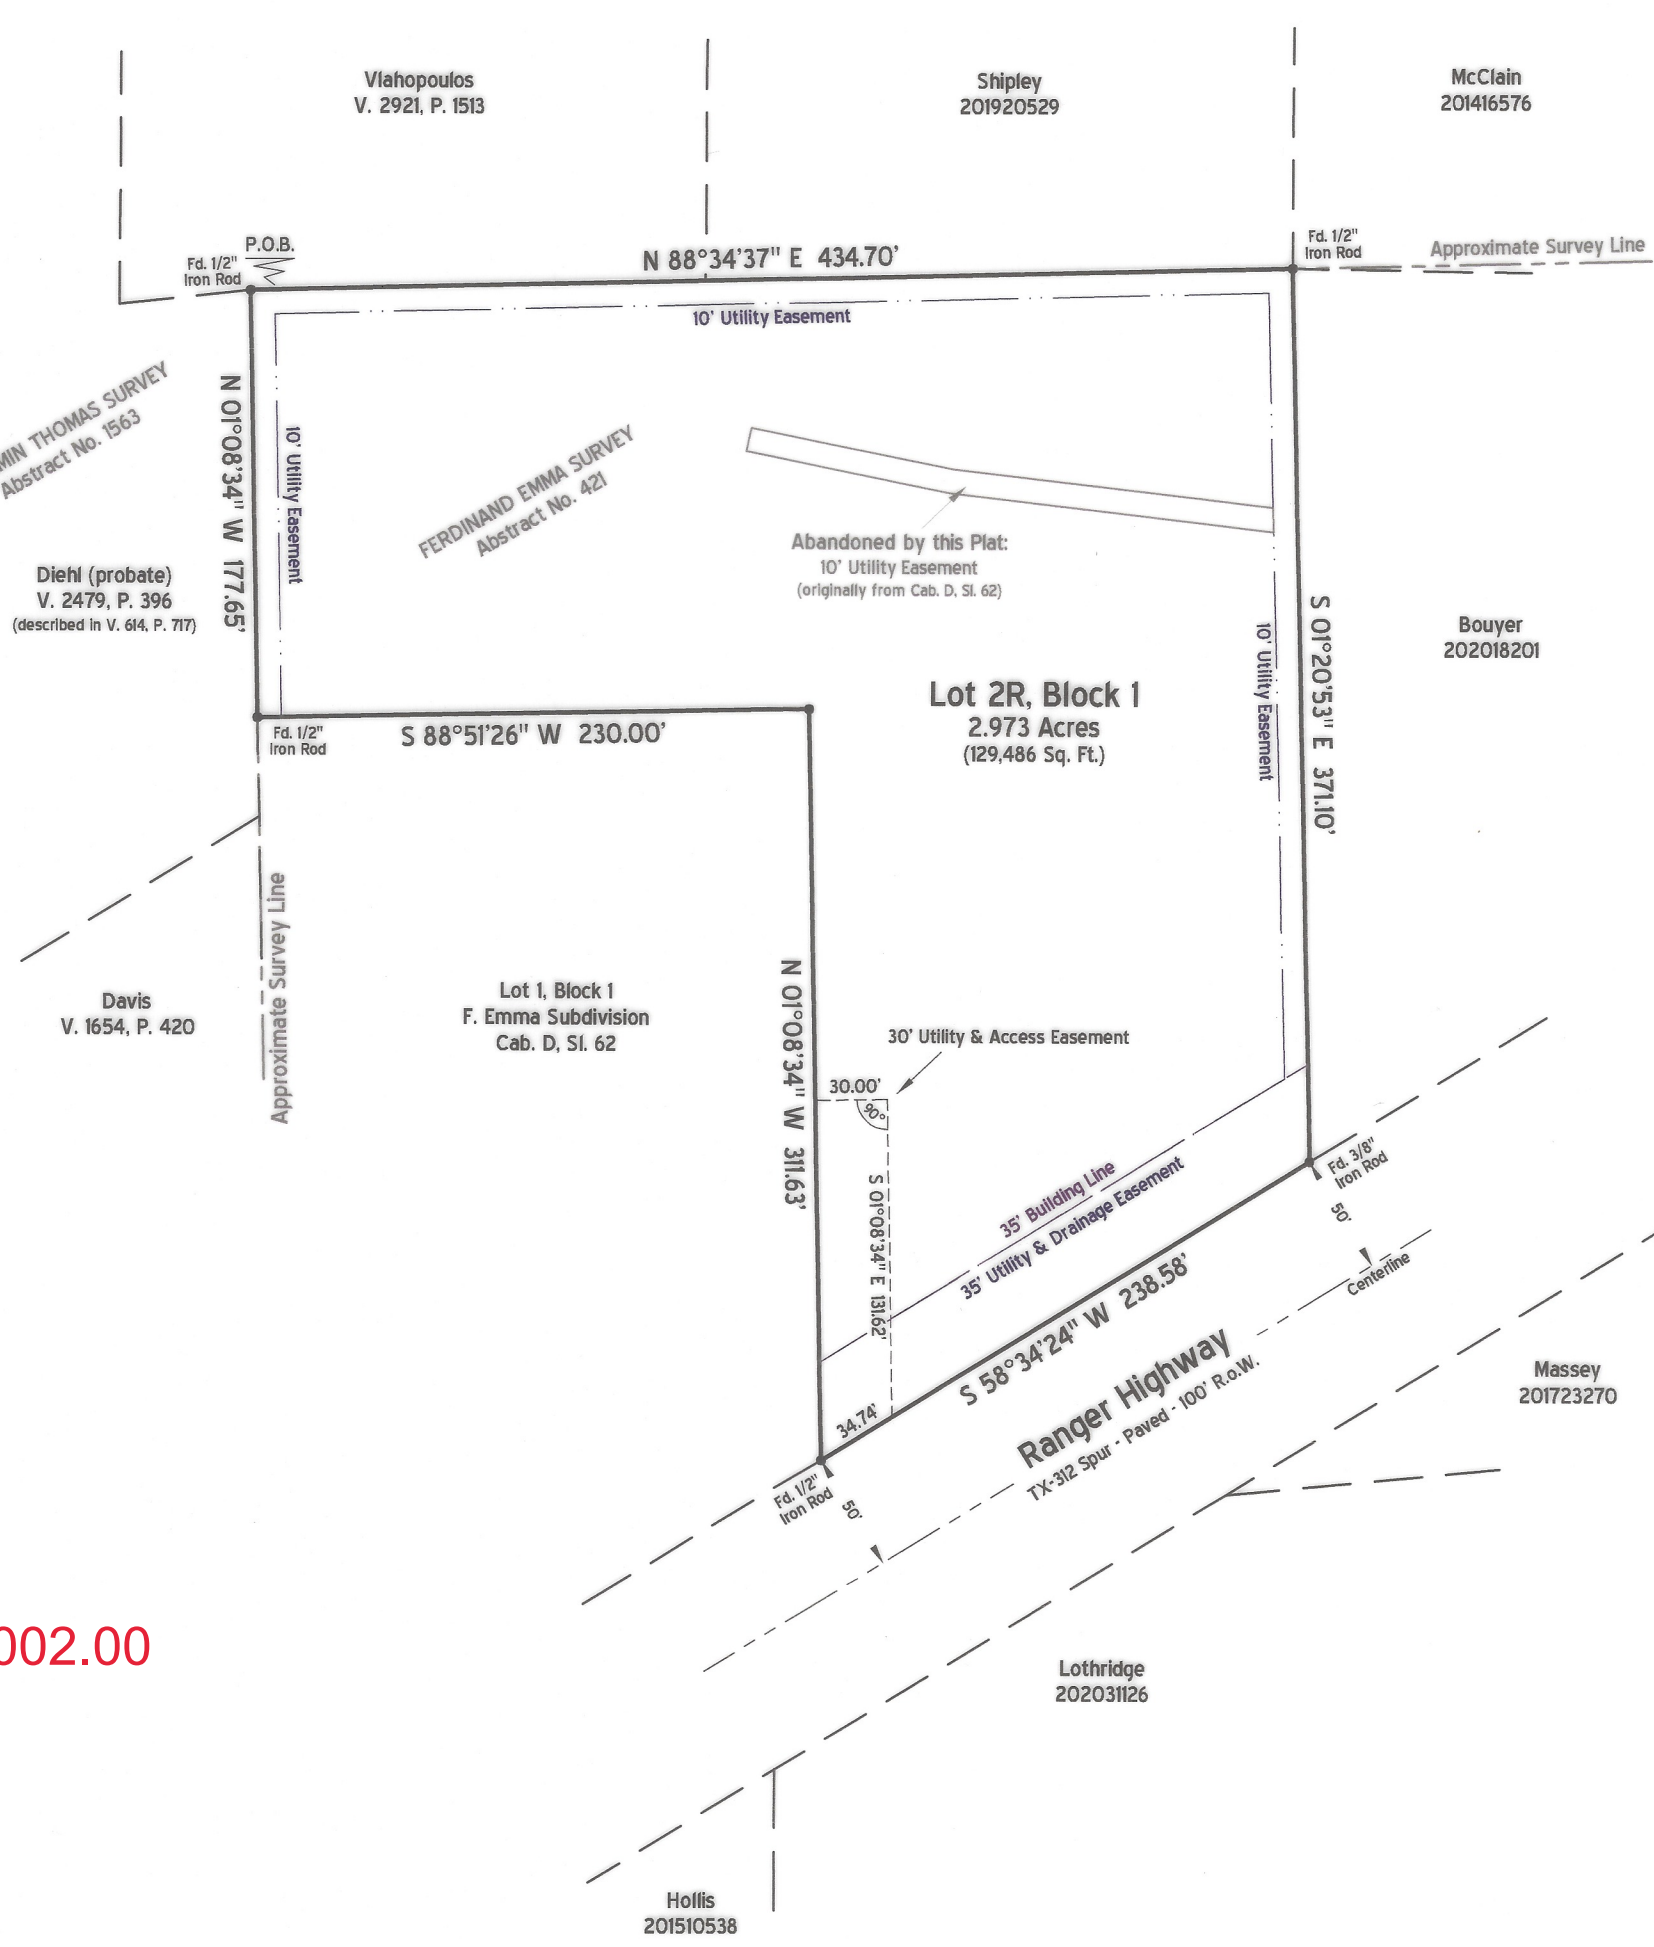 Vlahopoulos
V. 2921, P. 1513
Shipley
201920529
McClain
201416576
P.O.B.
Fd. 1/2"
Iron Rod
N 88°34'37" E 434.70'
Fd. 1/2"
Iron Rod
Approximate Survey Line
10' Utility Easement
MIN THOMAS SURVEY
Abstract No. 1563
N 01°08'34" W 177.65'
10' Utility Easement
FERDINAND EMMA SURVEY
Abstract No. 421
Abandoned by this Plat:
10' Utility Easement
(originally from Cab. D, Sl. 62)
Diehl (probate)
V. 2479, P. 396
(described in V. 614, P. 717)
S 01°20'53" E 371.10'
10' Utility Easement
Bouyer
202018201
Lot 2R, Block 1
2.973 Acres
(129,486 Sq. Ft.)
Fd. 1/2"
Iron Rod
S 88°51'26" W 230.00'
Approximate Survey Line
Davis
V. 1654, P. 420
Lot 1, Block 1
F. Emma Subdivision
Cab. D, Sl. 62
N 01°08'34" W 311.63'
30' Utility & Access Easement
30.00'
90°
S 01°08'34" E 131.62'
35' Building Line
35' Utility & Drainage Easement
Fd. 3/8"
Iron Rod
50'
Centerline
S 58°34'24" W 238.58'
34.74'
Ranger Highway
TX-312 Spur - Paved - 100' R.o.W.
Fd. 1/2"
Iron Rod
50'
Massey
201723270
002.00
Lothridge
202031126
Hollis
201510538